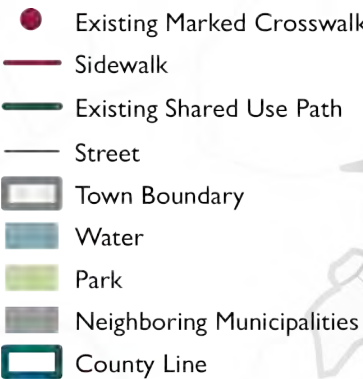 Existing Marked Crosswalk
Sidewalk
Existing Shared Use Path
Street
Town Boundary
Water
Park
Neighboring Municipalities
County Line